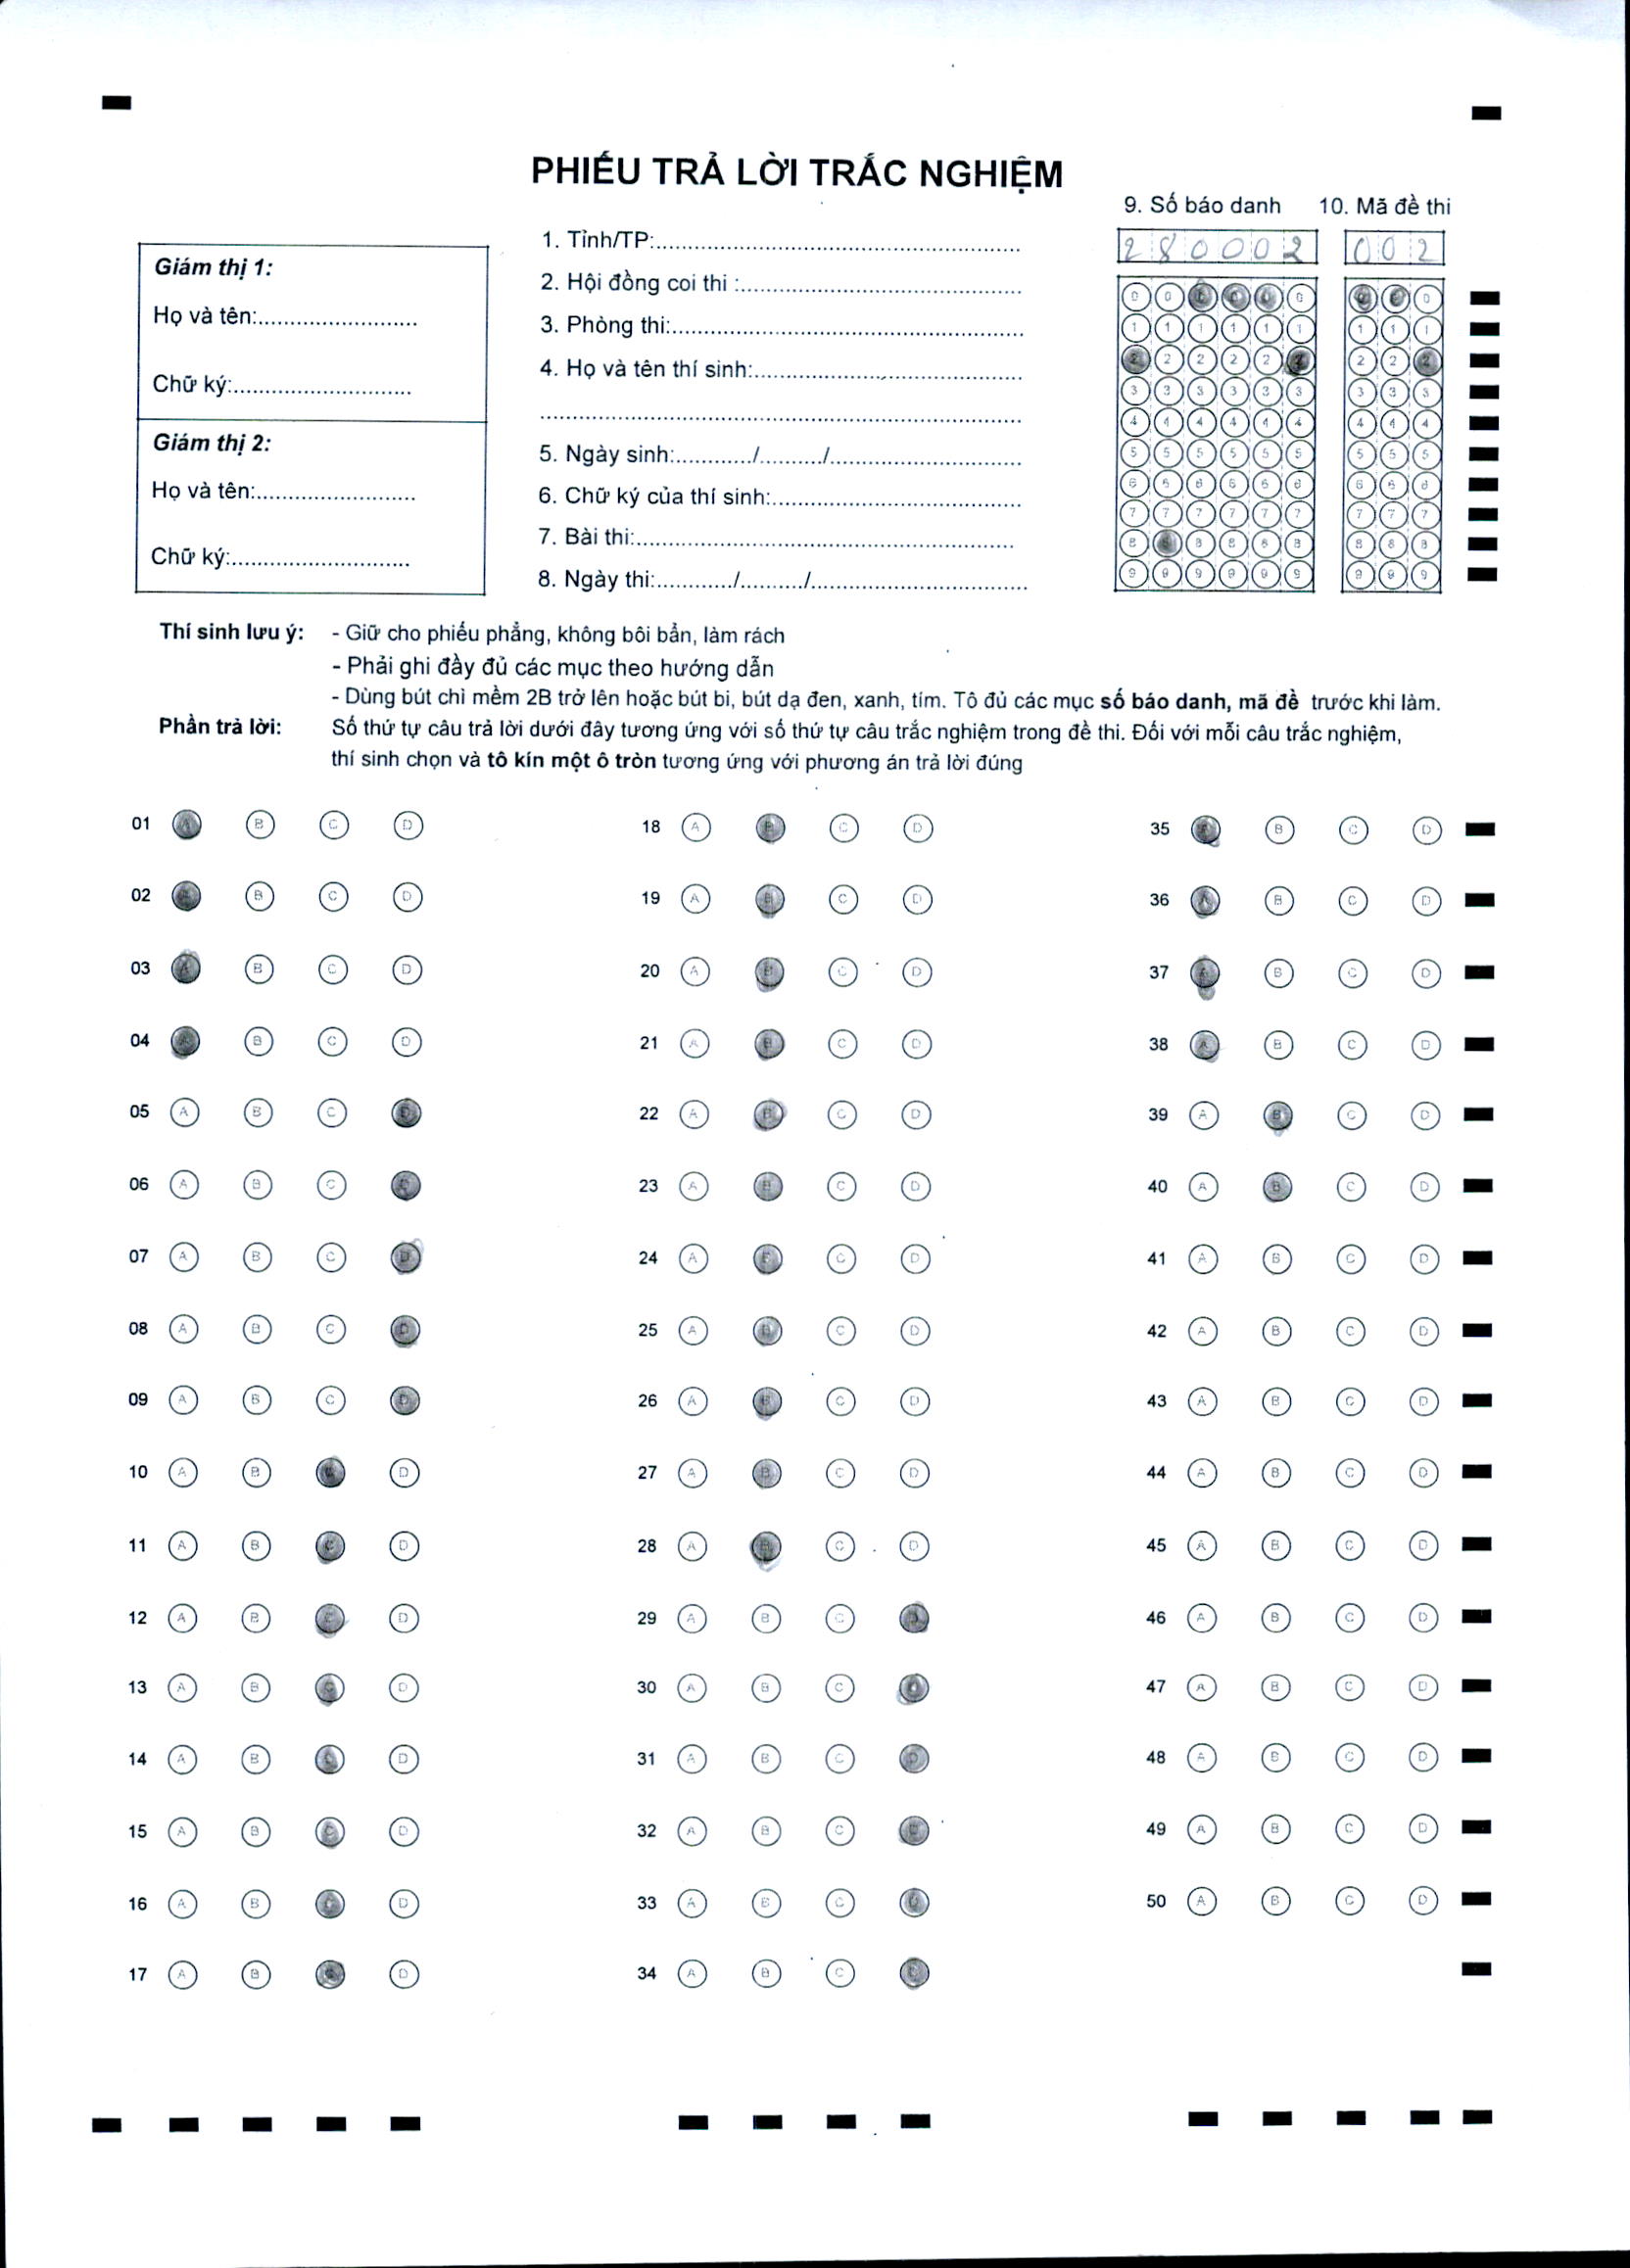 PHIẾU TRẢ LỜI TRẮC NGHIỆM
Giám thị 1:
Họ và tên:.........................
Chữ ký:............................
Giám thị 2:
Họ và tên:.........................
Chữ ký:............................
1. Tỉnh/TP:..........................................................
2. Hội đồng coi thi :.............................................
3. Phòng thi:........................................................
4. Họ và tên thí sinh:...........................................
.............................................................................
5. Ngày sinh:............/........../..............................
6. Chữ ký của thí sinh:........................................
7. Bài thi:............................................................
8. Ngày thi:............/........../..................................
9. Số báo danh
280002
0 0 0 0 0 0
1 1 1 1 1 1
2 2 2 2 2 2
3 3 3 3 3 3
4 4 4 4 4 4
5 5 5 5 5 5
6 6 6 6 6 6
7 7 7 7 7 7
8 8 8 8 8 8
9 9 9 9 9 9
10. Mã đề thi
002
0 0 0
1 1 1
2 2 2
3 3 3
4 4 4
5 5 5
6 6 6
7 7 7
8 8 8
9 9 9
Thí sinh lưu ý: - Giữ cho phiếu phẳng, không bôi bẩn, làm rách
- Phải ghi đầy đủ các mục theo hướng dẫn
- Dùng bút chì mềm 2B trở lên hoặc bút bi, bút dạ đen, xanh, tím. Tô đủ các mục số báo danh, mã đề trước khi làm.
Phần trả lời: Số thứ tự câu trả lời dưới đây tương ứng với số thứ tự câu trắc nghiệm trong đề thi. Đối với mỗi câu trắc nghiệm,
thí sinh chọn và tô kín một ô tròn tương ứng với phương án trả lời đúng
01 A B C D
02 A B C D
03 A B C D
04 A B C D
05 A B C D
06 A B C D
07 A B C D
08 A B C D
09 A B C D
10 A B C D
11 A B C D
12 A B C D
13 A B C D
14 A B C D
15 A B C D
16 A B C D
17 A B C D
18 A B C D
19 A B C D
20 A B C D
21 A B C D
22 A B C D
23 A B C D
24 A B C D
25 A B C D
26 A B C D
27 A B C D
28 A B C D
29 A B C D
30 A B C D
31 A B C D
32 A B C D
33 A B C D
34 A B C D
35 A B C D
36 A B C D
37 A B C D
38 A B C D
39 A B C D
40 A B C D
41 A B C D
42 A B C D
43 A B C D
44 A B C D
45 A B C D
46 A B C D
47 A B C D
48 A B C D
49 A B C D
50 A B C D